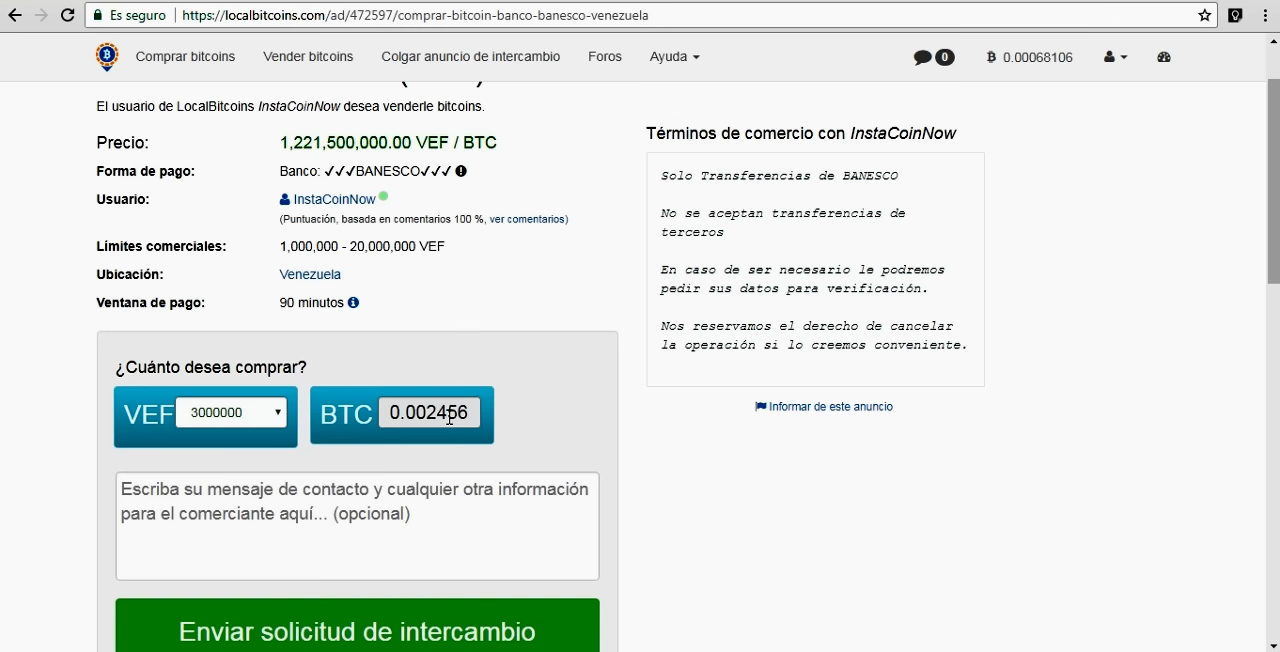 Es seguro https://localbitcoins.com/ad/472597/comprar-bitcoin-banco-banesco-venezuela
Comprar bitcoins Vender bitcoins Colgar anuncio de intercambio Foros Ayuda 0 0.00068106
El usuario de LocalBitcoins InstaCoinNow desea venderle bitcoins.
Precio: 1,221,500,000.00 VEF / BTC
Forma de pago: Banco: ✓✓✓BANESCO✓✓✓
Usuario: InstaCoinNow
(Puntuación, basada en comentarios 100 %, ver comentarios)
Límites comerciales: 1,000,000 - 20,000,000 VEF
Ubicación: Venezuela
Ventana de pago: 90 minutos
¿Cuánto desea comprar?
VEF 3000000 BTC 0.002456
Escriba su mensaje de contacto y cualquier otra información
para el comerciante aquí... (opcional)
Enviar solicitud de intercambio
Términos de comercio con InstaCoinNow
Solo Transferencias de BANESCO
No se aceptan transferencias de
terceros
En caso de ser necesario le podremos
pedir sus datos para verificación.
Nos reservamos el derecho de cancelar
la operación si lo creemos conveniente.
Informar de este anuncio